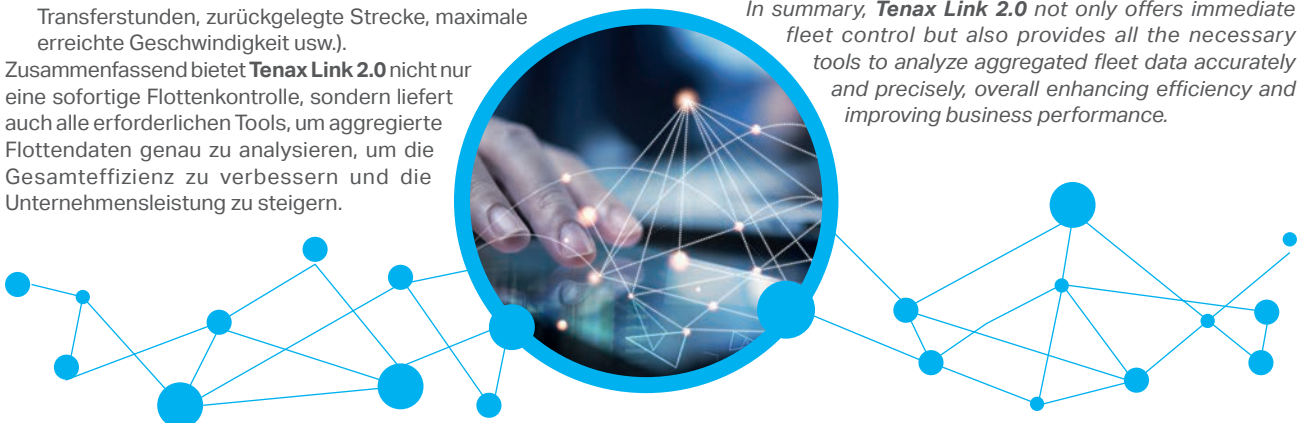 Transferstunden, zurückgelegte Strecke, maximale
erreichte Geschwindigkeit usw.).
Zusammenfassend bietet Tenax Link 2.0 nicht nur
eine sofortige Flottenkontrolle, sondern liefert
auch alle erforderlichen Tools, um aggregierte
Flottendaten genau zu analysieren, um die
Gesamteffizienz zu verbessern und die
Unternehmensleistung zu steigern.
In summary, Tenax Link 2.0 not only offers immediate
fleet control but also provides all the necessary
tools to analyze aggregated fleet data accurately
and precisely, overall enhancing efficiency and
improving business performance.